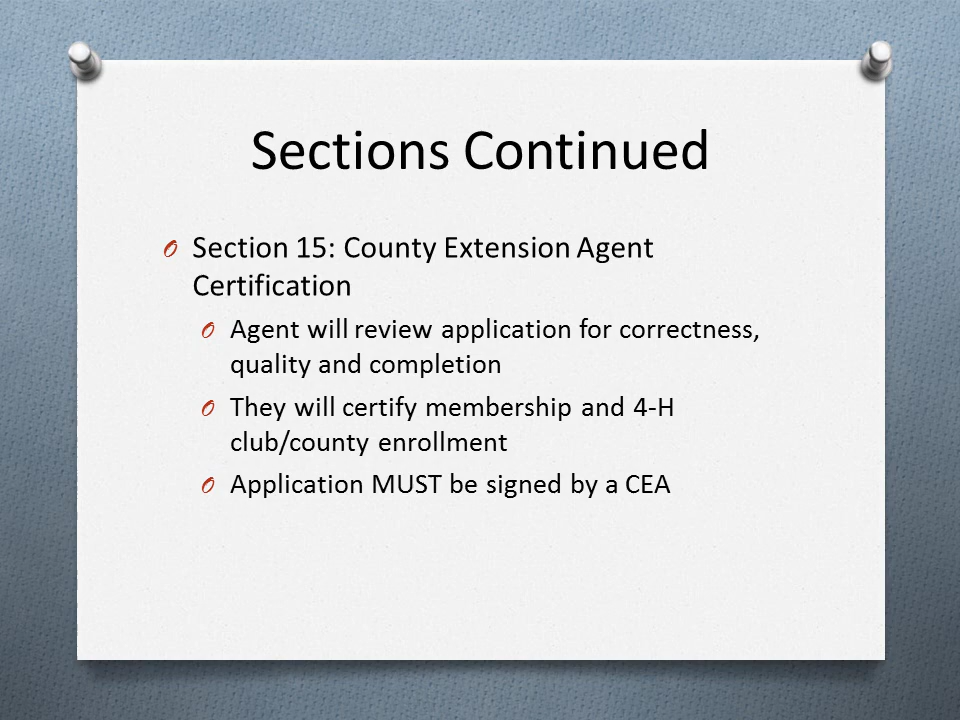 Sections Continued
Section 15: County Extension Agent
Certification
Agent will review application for correctness,
quality and completion
They will certify membership and 4-H
club/county enrollment
Application MUST be signed by a CEA